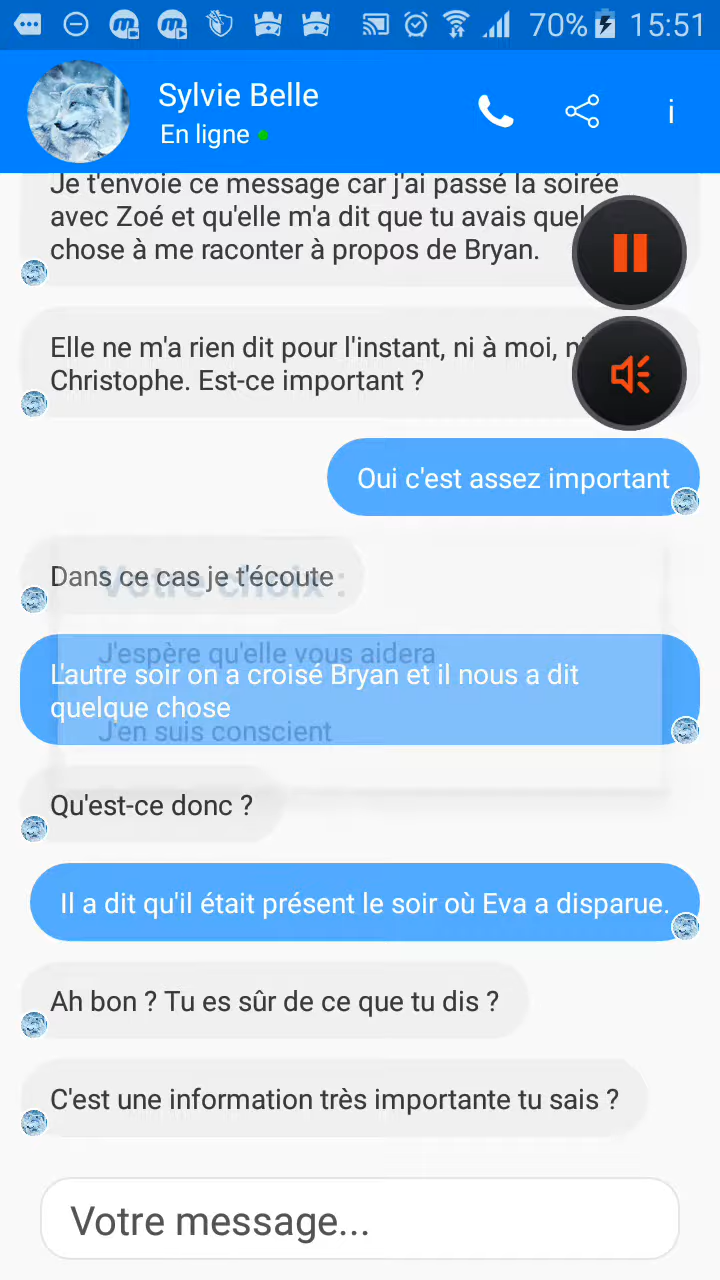 70% 15:51
Sylvie Belle
En ligne
i
Je t'envoie ce message car j'ai passé la soirée
avec Zoé et qu'elle m'a dit que tu avais
chose à me raconter à propos de Bryan.
Elle ne m'a rien dit pour l'instant, ni à moi,
Christophe. Est-ce important ?
Oui c'est assez important
Dans ce cas je t'écoute
Votre choix :
J'espère qu'elle vous aidera
L'autre soir on a croisé Bryan et il nous a dit
quelque chose
J'en suis conscient
Qu'est-ce donc ?
Il a dit qu'il était présent le soir où Eva a disparue.
Ah bon ? Tu es sûr de ce que tu dis ?
C'est une information très importante tu sais ?
Votre message...